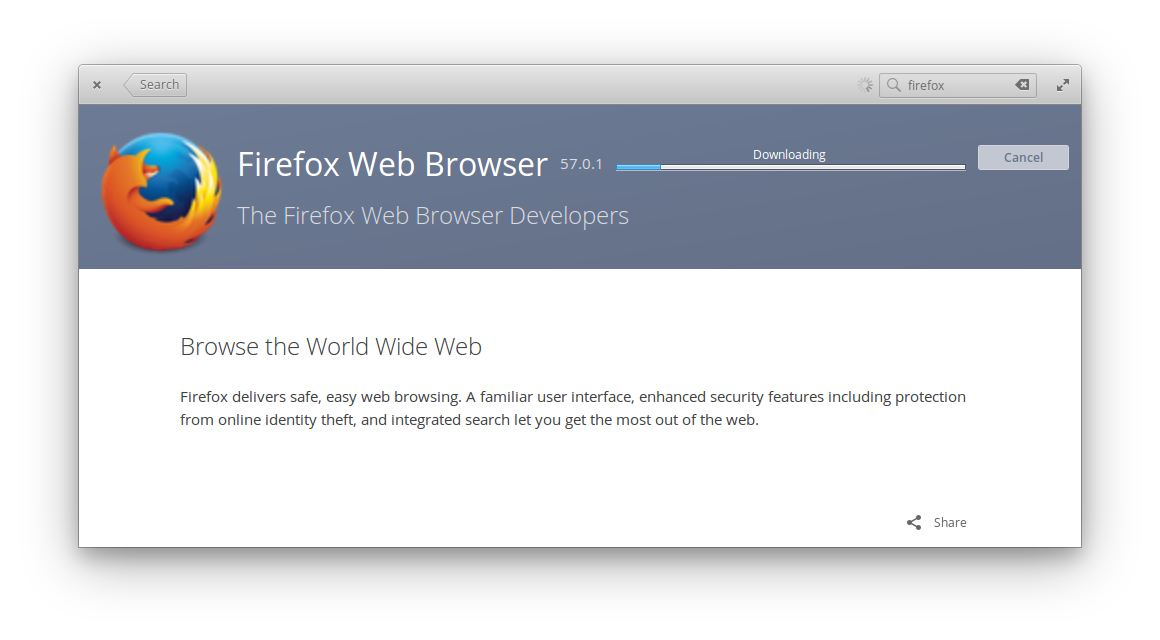 Search
firefox
Firefox Web Browser 57.0.1
Downloading
Cancel
The Firefox Web Browser Developers
Browse the World Wide Web
Firefox delivers safe, easy web browsing. A familiar user interface, enhanced security features including protection
from online identity theft, and integrated search let you get the most out of the web.
Share